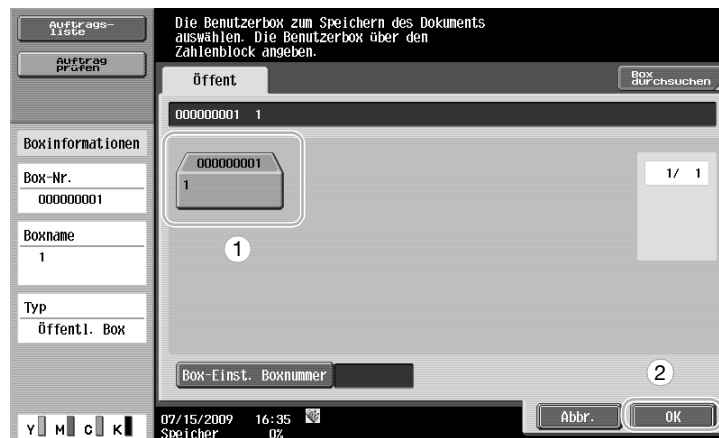 Auftrags-
liste
Auftrag
prüfen
Die Benutzerbox zum Speichern des Dokuments
auswählen. Die Benutzerbox über den
Zahlenblock angeben.
Öffent
Box
durchsuchen
000000001 1
Boxinformationen
Box-Nr.
000000001
Boxname
1
Typ
Öffentl. Box
000000001
1
1/ 1
1
Box-Einst. Boxnummer
2
Abbr.
OK
Y M C K
07/15/2009 16:35
Speicher 0%